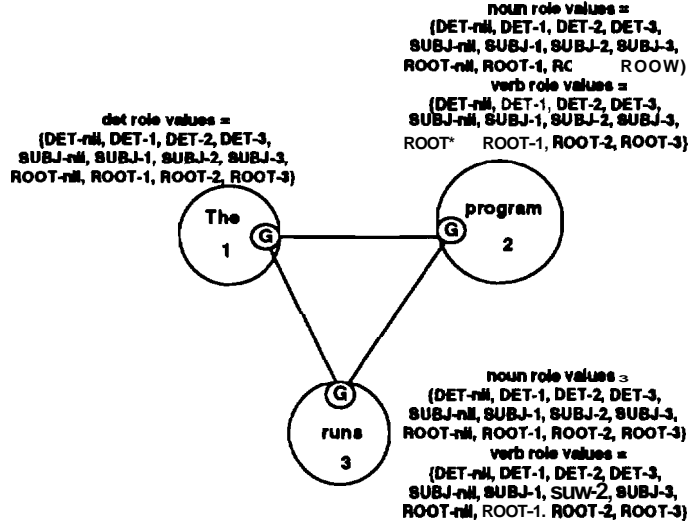 noun role values =
{DET-nil, DET-1, DET-2, DET-3,
SUBJ-nil, SUBJ-1, SUBJ-2, SUBJ-3,
ROOT-nil, ROOT-1, RC ROOW)
verb role values =
{DET-nil, DET-1, DET-2, DET-3,
SUBJ-nil, SUBJ-1, SUBJ-2, SUBJ-3,
ROOT* ROOT-1, ROOT-2, ROOT-3}
det role values =
{DET-nil, DET-1, DET-2, DET-3,
SUBJ-nil, SUBJ-1, SUBJ-2, SUBJ-3,
ROOT-nil, ROOT-1, ROOT-2, ROOT-3}
The
G
1
program
G
2
G
runs
3
noun role values 3
{DET-nil, DET-1, DET-2, DET-3,
SUBJ-nil, SUBJ-1, SUBJ-2, SUBJ-3,
ROOT-nil, ROOT-1, ROOT-2, ROOT-3}
verb role values =
{DET-nil, DET-1, DET-2, DET-3,
SUBJ-nil, SUBJ-1, suw-2, SUBJ-3,
ROOT-nil, ROOT-1. ROOT-2, ROOT-3}